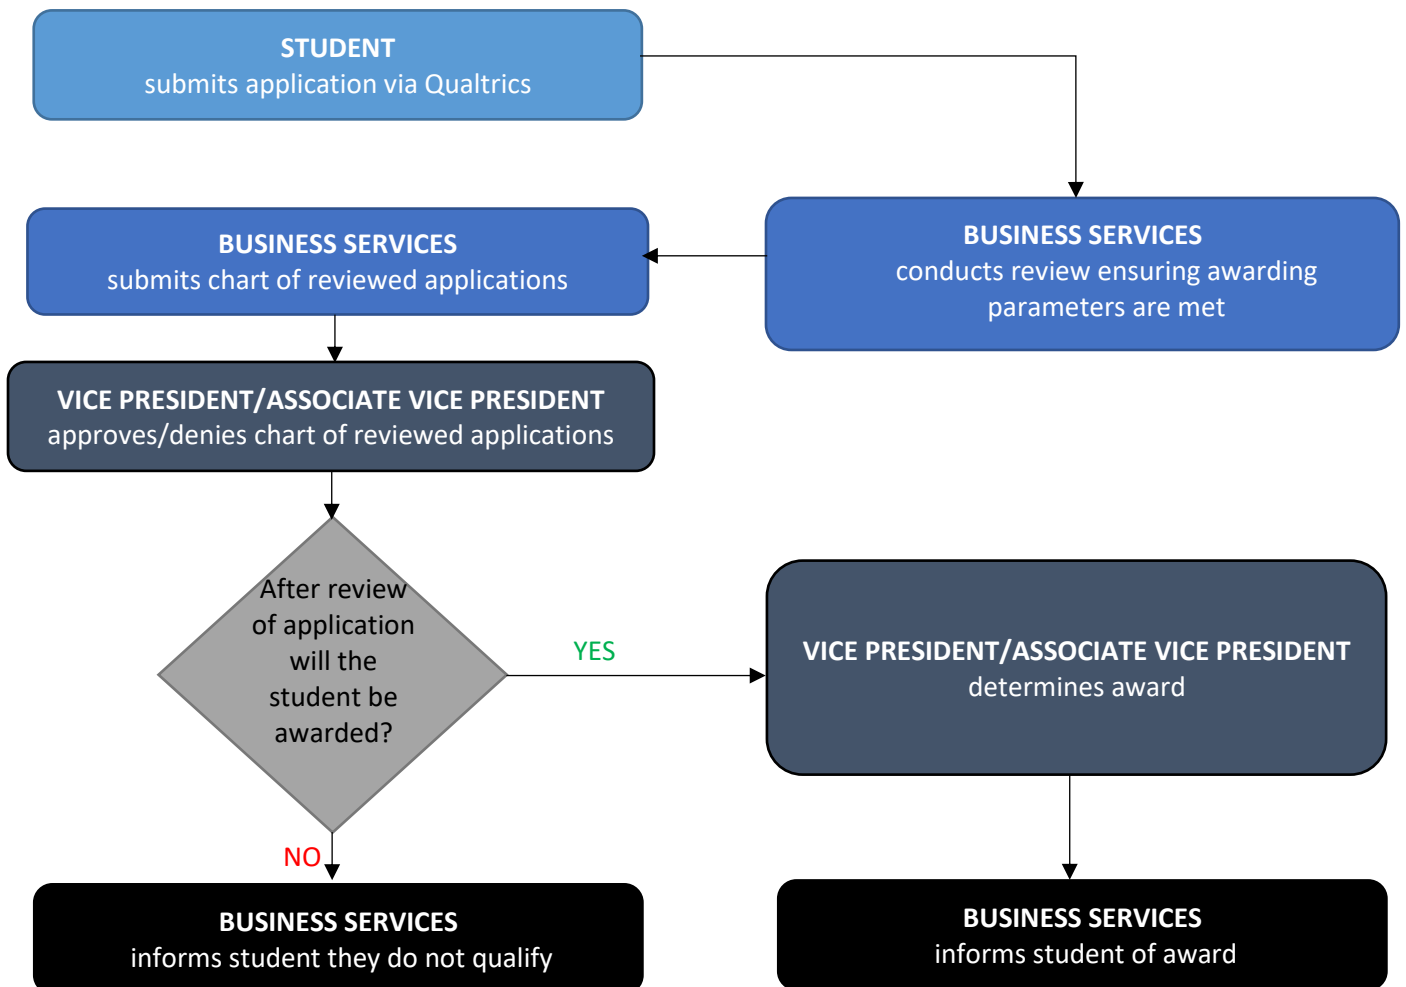 STUDENT
submits application via Qualtrics
BUSINESS SERVICES
conducts review ensuring awarding
parameters are met
BUSINESS SERVICES
submits chart of reviewed applications
VICE PRESIDENT/ASSOCIATE VICE PRESIDENT
approves/denies chart of reviewed applications
After review
of application
will the
student be
awarded?
YES
VICE PRESIDENT/ASSOCIATE VICE PRESIDENT
determines award
NO
BUSINESS SERVICES
informs student they do not qualify
BUSINESS SERVICES
informs student of award